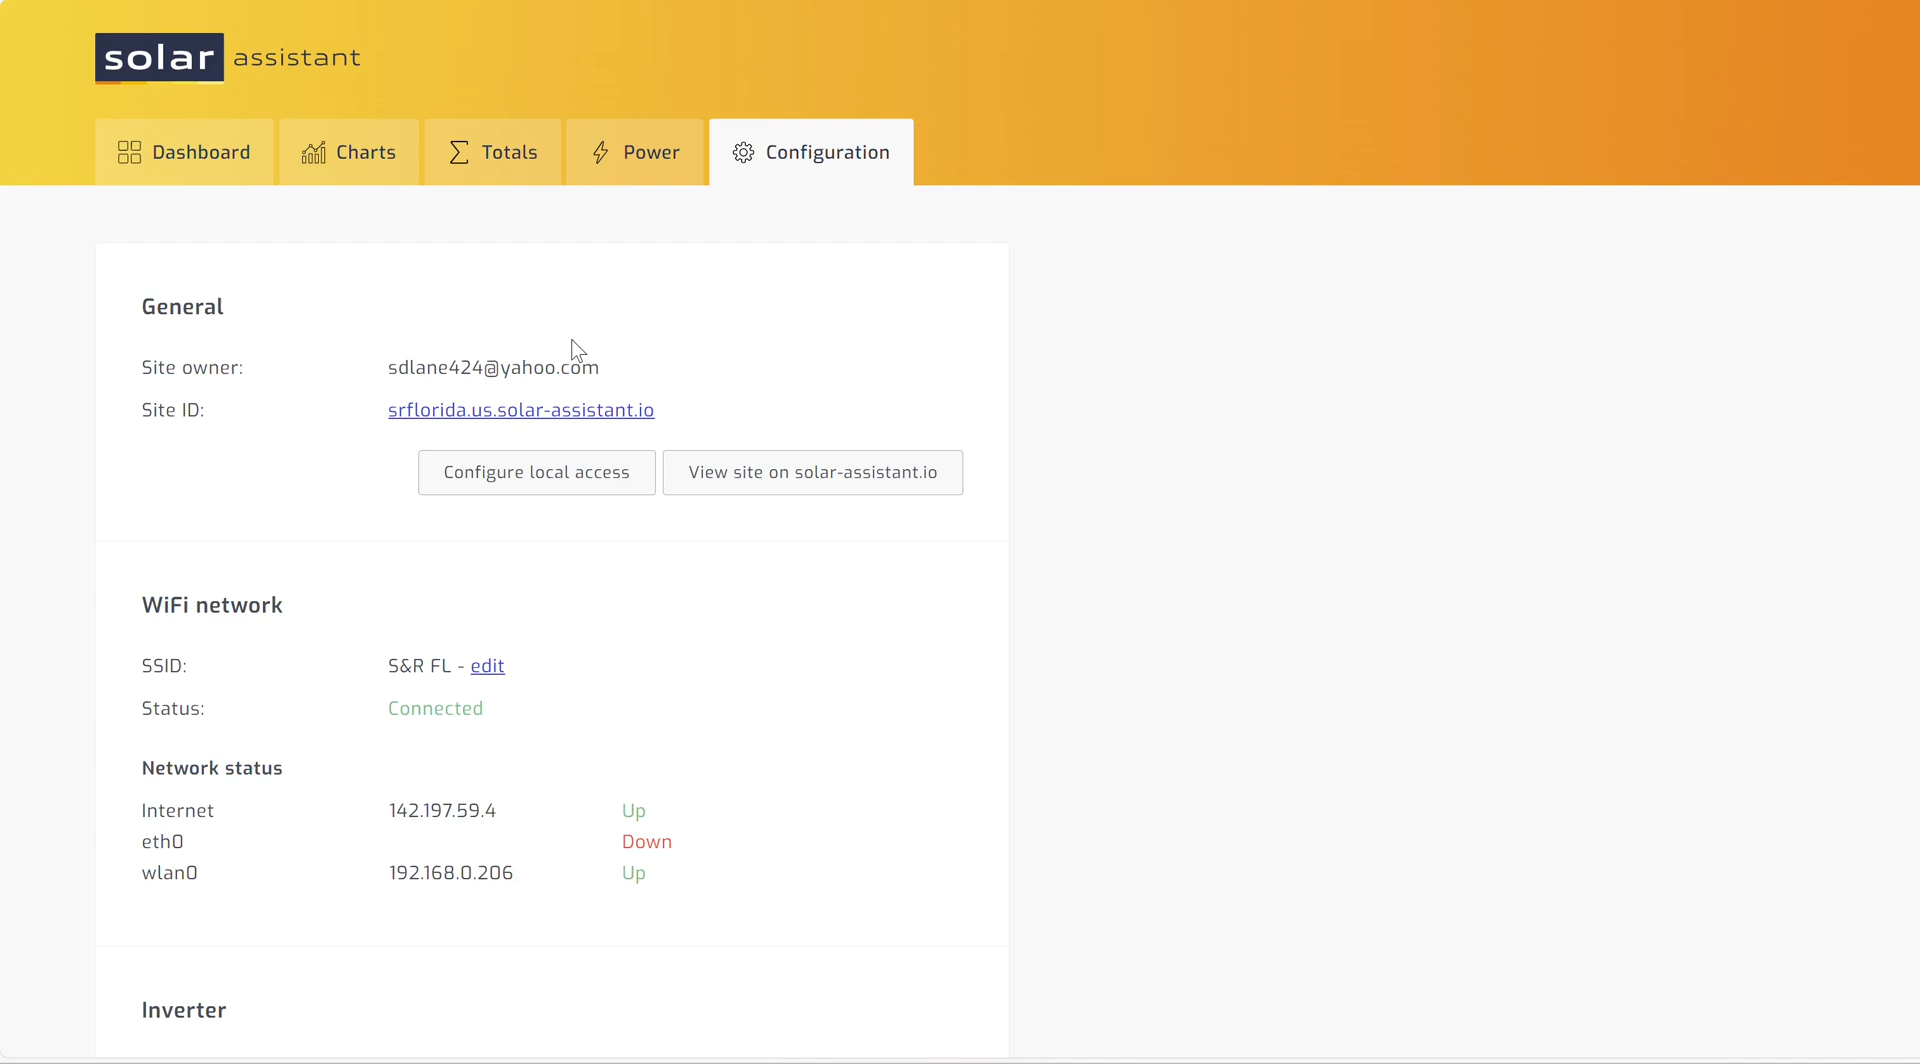 solar assistant
Dashboard Charts Totals Power Configuration
General
Site owner: sdlane424@yahoo.com
Site ID: srflorida.us.solar-assistant.io
Configure local access View site on solar-assistant.io
WiFi network
SSID: S&R FL - edit
Status: Connected
Network status
Internet 142.197.59.4 Up
eth0 Down
wlan0 192.168.0.206 Up
Inverter